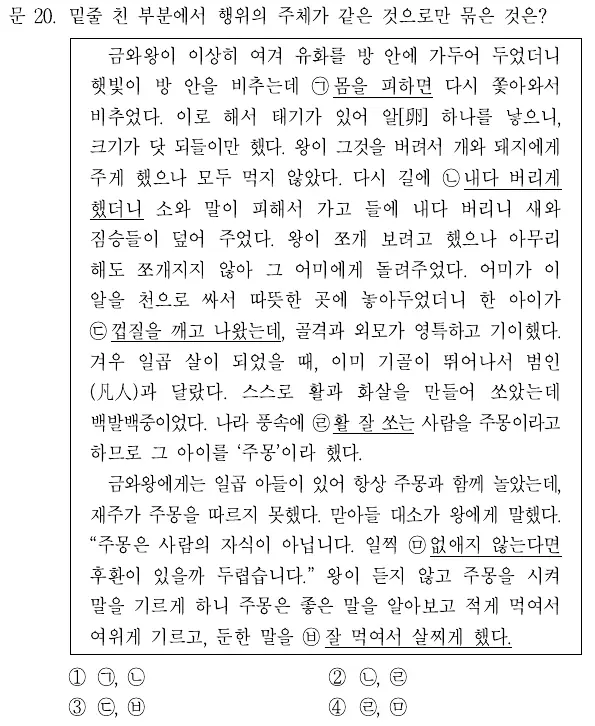 문 20. 밑줄 친 부분에서 행위의 주체가 같은 것으로만 묶은 것은?
금와왕이 이상히 여겨 유화를 방 안에 가두어 두었더니
햇빛이 방 안을 비추는데 ㉠몸을 피하면 다시 쫓아와서
비추었다. 이로 해서 태기가 있어 알[卵] 하나를 낳으니,
크기가 닷 되들이만 했다. 왕이 그것을 버려서 개와 돼지에게
주게 했으나 모두 먹지 않았다. 다시 길에 ㉡내다 버리게
했더니 소와 말이 피해서 가고 들에 내다 버리니 새와
짐승들이 덮어 주었다. 왕이 쪼개 보려고 했으나 아무리
해도 쪼개지지 않아 그 어미에게 돌려주었다. 어미가 이
알을 천으로 싸서 따뜻한 곳에 놓아두었더니 한 아이가
㉢껍질을 깨고 나왔는데, 골격과 외모가 영특하고 기이했다.
겨우 일곱 살이 되었을 때, 이미 기골이 뛰어나서 범인
(凡人)과 달랐다. 스스로 활과 화살을 만들어 쏘았는데
백발백중이었다. 나라 풍속에 ㉣활 잘 쏘는 사람을 주몽이라고
하므로 그 아이를 ‘주몽’이라 했다.
금와왕에게는 일곱 아들이 있어 항상 주몽과 함께 놀았는데,
재주가 주몽을 따르지 못했다. 맏아들 대소가 왕에게 말했다.
“주몽은 사람의 자식이 아닙니다. 일찍 ㉤없애지 않는다면
후환이 있을까 두렵습니다.” 왕이 듣지 않고 주몽을 시켜
말을 기르게 하니 주몽은 좋은 말을 알아보고 적게 먹여서
여위게 기르고, 둔한 말을 ㉥잘 먹여서 살찌게 했다.
① ㉠, ㉡ ② ㉡, ㉣
③ ㉢, ㉥ ④ ㉣, ㉤